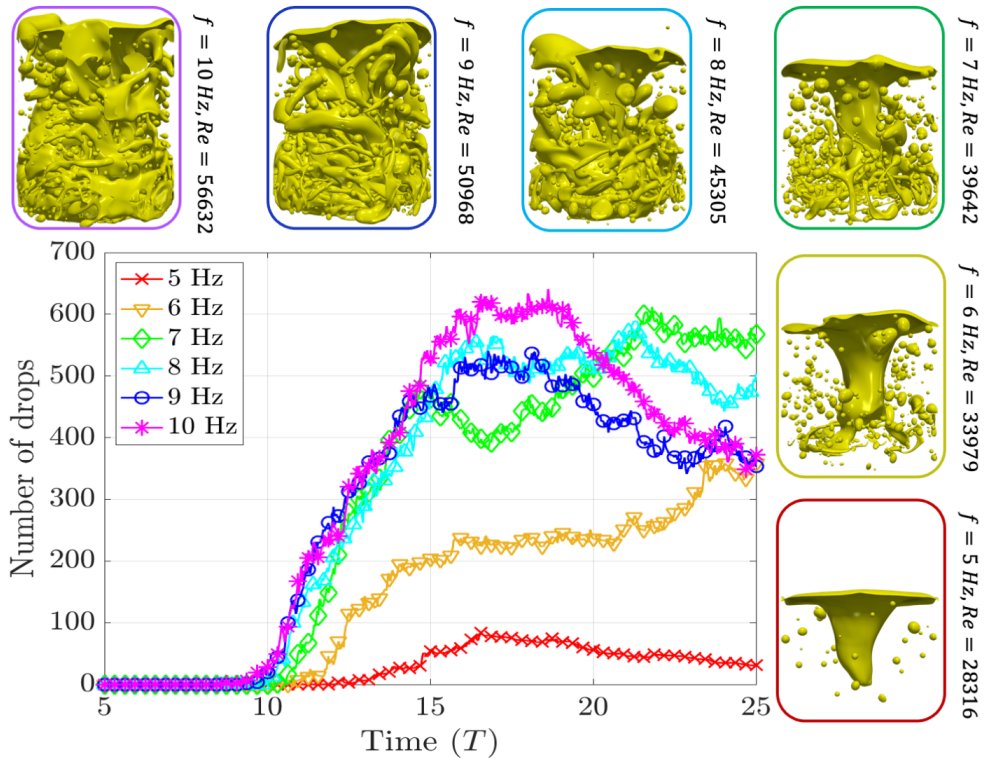 f = 10 Hz, Re = 56632
f = 9 Hz, Re = 50968
f = 8 Hz, Re = 45305
f = 7 Hz, Re = 39642
f = 6 Hz, Re = 33979
f = 5 Hz, Re = 28316
700
600
500
400
300
200
100
0
Number of drops
5 Hz
6 Hz
7 Hz
8 Hz
9 Hz
10 Hz
5
10
15
20
25
Time (T)